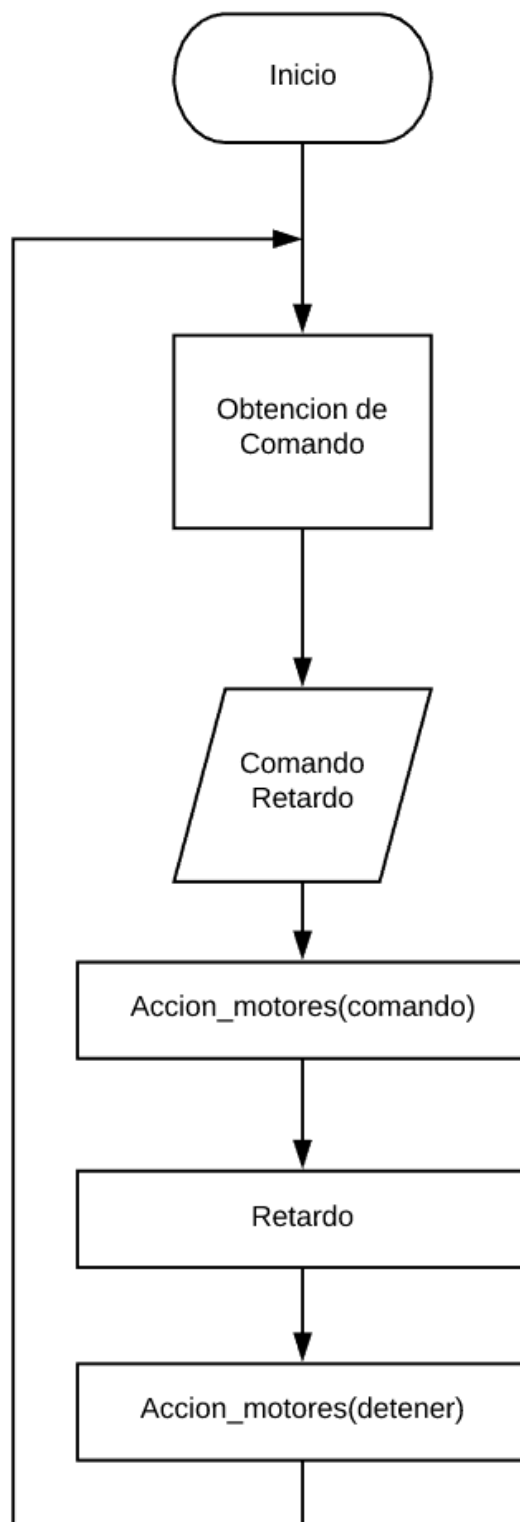 Inicio
Obtencion de
Comando
Comando
Retardo
Accion_motores(comando)
Retardo
Accion_motores(detener)